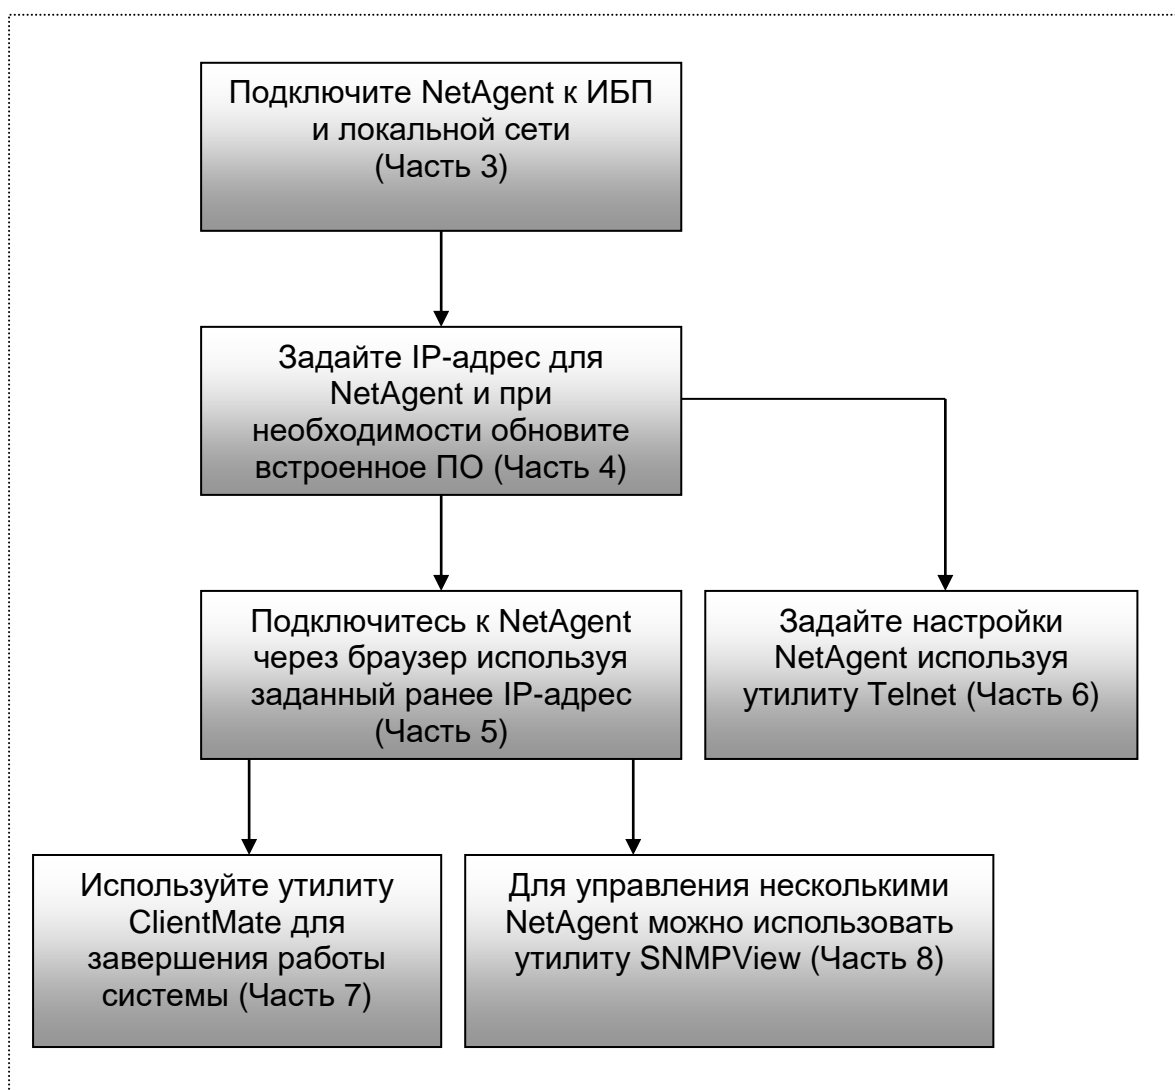 Подключите NetAgent к ИБП
и локальной сети
(Часть 3)
Задайте IP-адрес для
NetAgent и при
необходимости обновите
встроенное ПО (Часть 4)
Подключитесь к NetAgent
через браузер используя
заданный ранее IP-адрес
(Часть 5)
Задайте настройки
NetAgent используя
утилиту Telnet (Часть 6)
Используйте утилиту
ClientMate для
завершения работы
системы (Часть 7)
Для управления несколькими
NetAgent можно использовать
утилиту SNMPView (Часть 8)